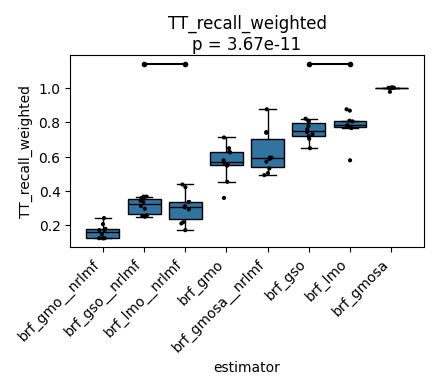 TT_recall_weighted
p = 3.67e-11
TT_recall_weighted
1.0
0.8
0.6
0.4
0.2
brf_gmo__nrlmf
brf_gso__nrlmf
brf_lmo__nrlmf
brf_gmo
brf_gmosa__nrlmf
brf_gso
brf_lmo
brf_gmosa
estimator